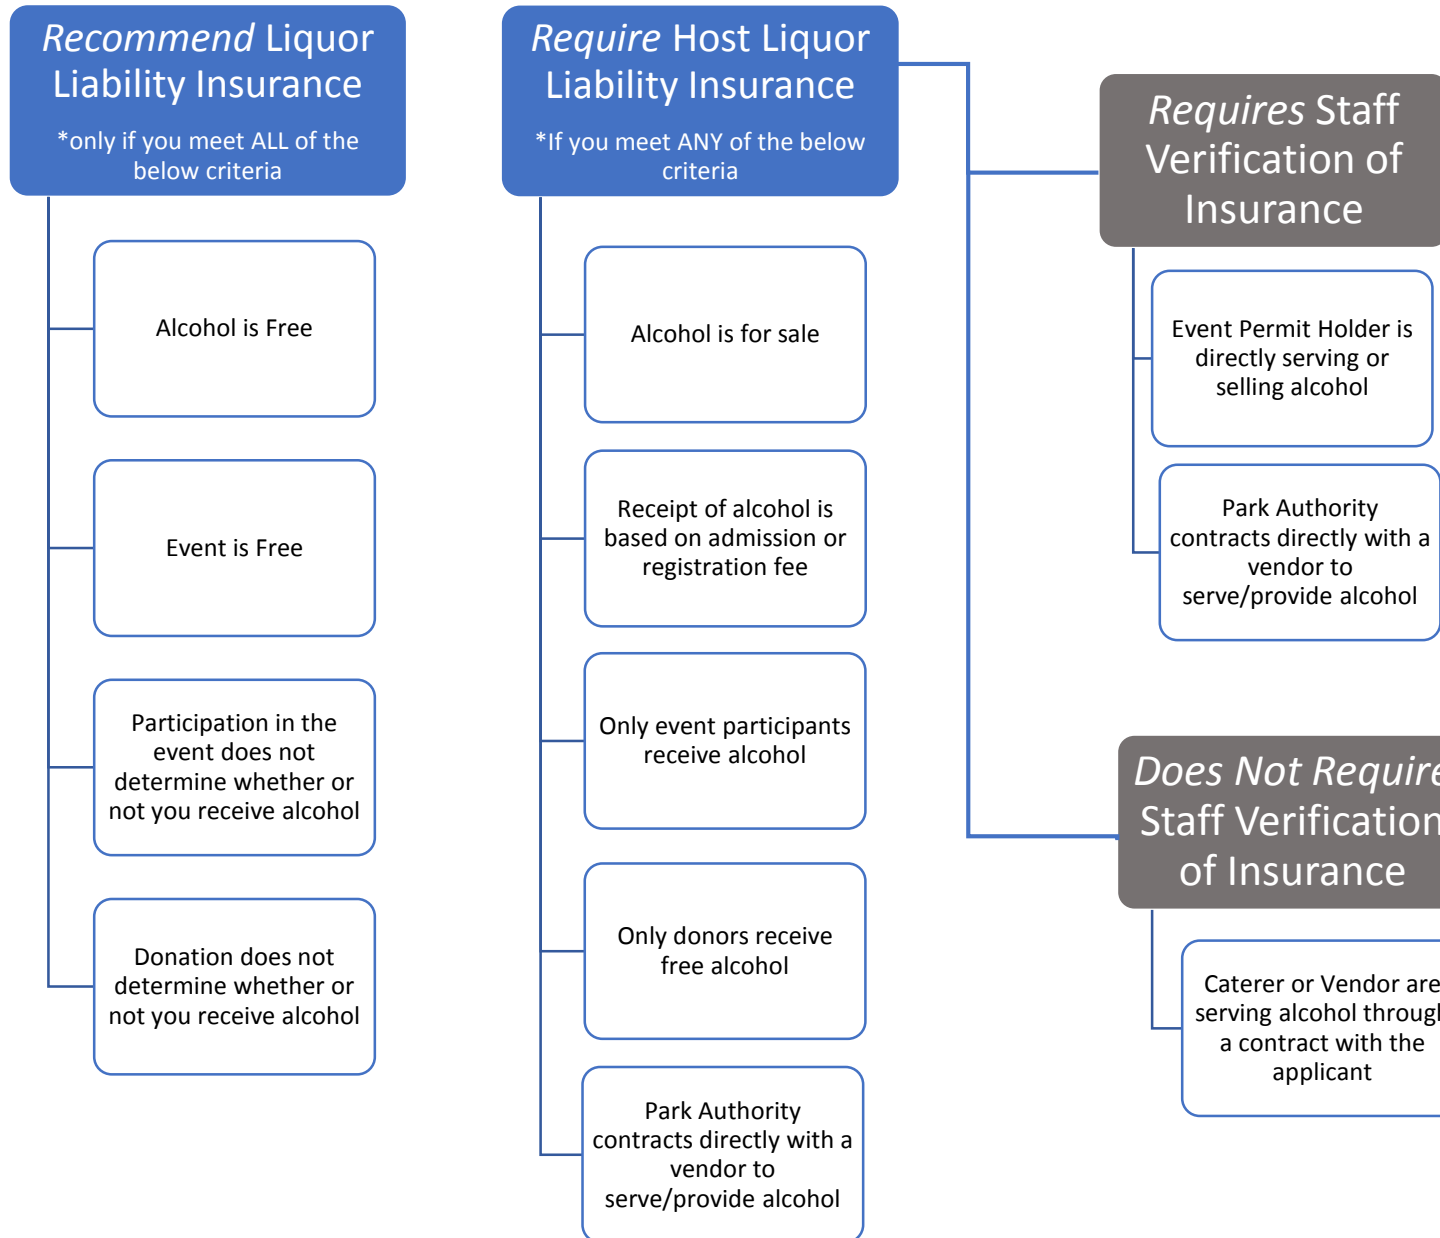 Recommend Liquor
Liability Insurance
*only if you meet ALL of the
below criteria
Alcohol is Free
Event is Free
Participation in the
event does not
determine whether or
not you receive alcohol
Donation does not
determine whether or
not you receive alcohol
Require Host Liquor
Liability Insurance
*If you meet ANY of the below
criteria
Alcohol is for sale
Receipt of alcohol is
based on admission or
registration fee
Only event participants
receive alcohol
Only donors receive
free alcohol
Park Authority
contracts directly with a
vendor to
serve/provide alcohol
Requires Staff
Verification of
Insurance
Event Permit Holder is
directly serving or
selling alcohol
Park Authority
contracts directly with a
vendor to
serve/provide alcohol
Does Not Require
Staff Verification
of Insurance
Caterer or Vendor are
serving alcohol through
a contract with the
applicant